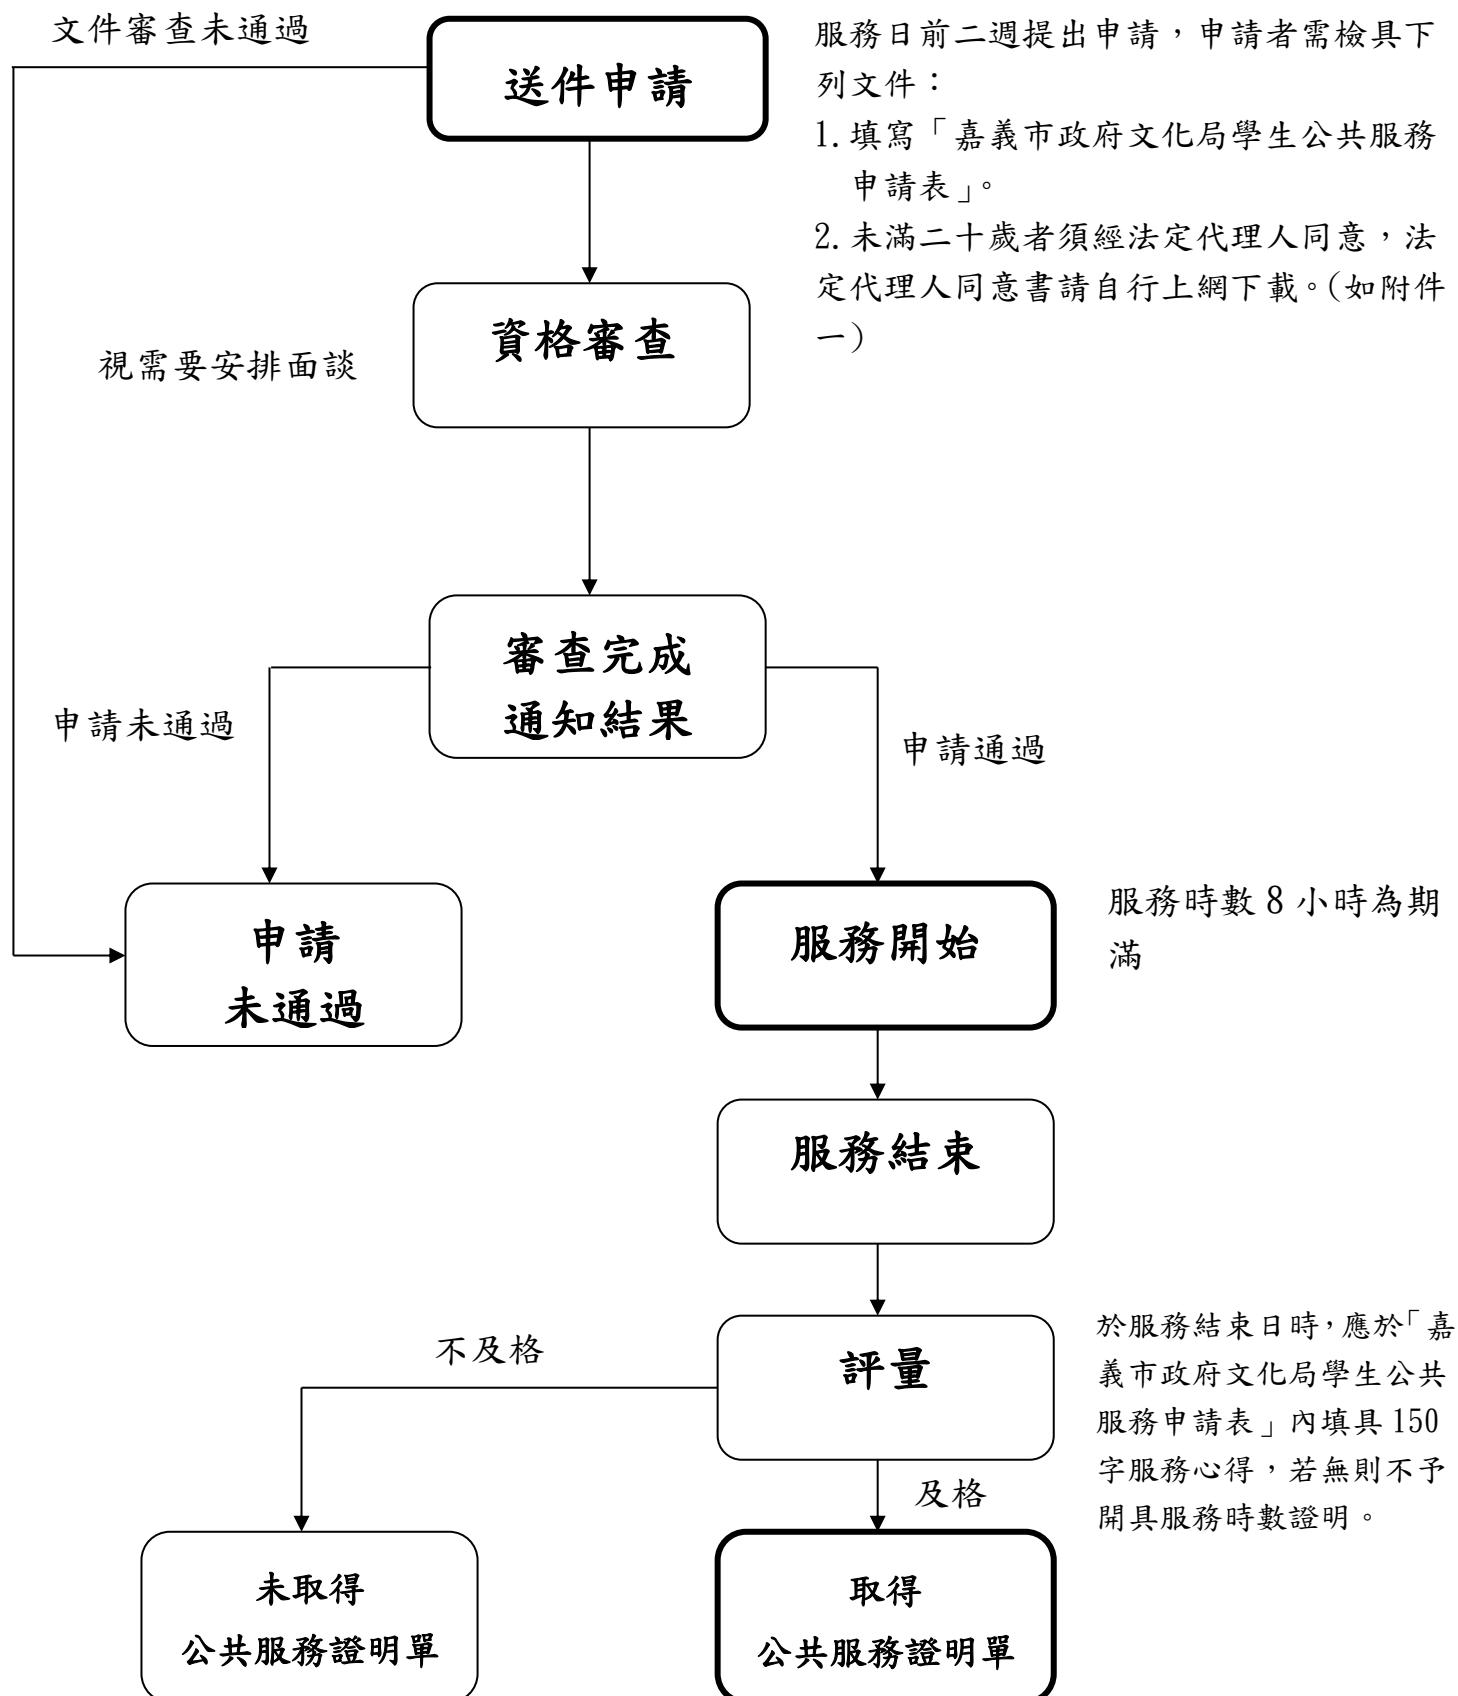 文件審查未通過
送件申請
服務日前二週提出申請，申請者需檢具下
列文件：
1.填寫「嘉義市政府文化局學生公共服務
申請表」。
2.未滿二十歲者須經法定代理人同意，法
定代理人同意書請自行上網下載。(如附件
一)
資格審查
視需要安排面談
審查完成
通知結果
申請未通過
申請通過
申請
未通過
服務開始
服務時數 8 小時為期
滿
服務結束
評量
不及格
於服務結束日時，應於「嘉
義市政府文化局學生公共
服務申請表」內填具 150
字服務心得，若無則不予
開具服務時數證明。
及格
未取得
公共服務證明單
取得
公共服務證明單